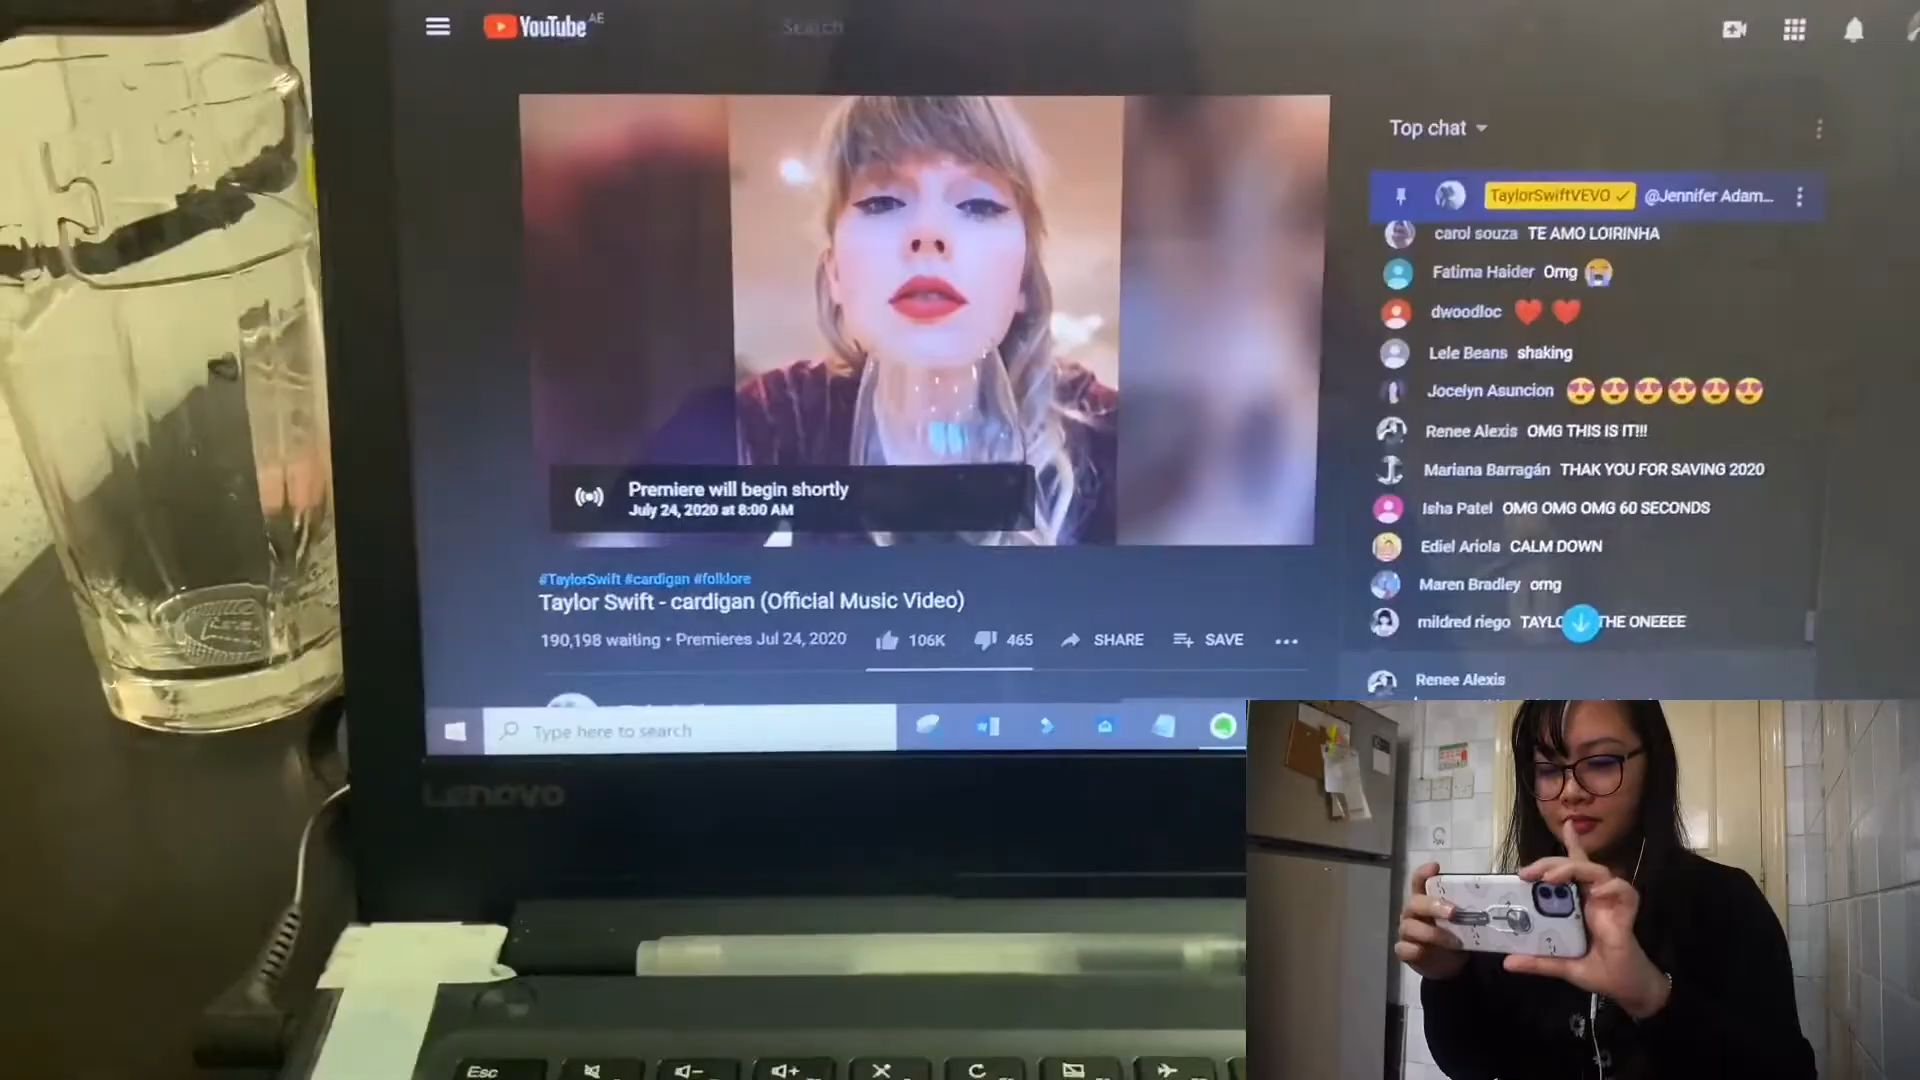 YouTube AE
Search
Top chat
TaylorSwiftVEVO @Jennifer Adam...
carol souza TE AMO LOIRINHA
Fatima Haider Omg
dwoodloc
Lele Beans shaking
Jocelyn Asuncion
Renee Alexis OMG THIS IS IT!!!
Mariana Barragán THAK YOU FOR SAVING 2020
Isha Patel OMG OMG OMG 60 SECONDS
Ediel Ariola CALM DOWN
Maren Bradley omg
mildred riego TAYLO THE ONEEEE
Renee Alexis
Premiere will begin shortly
July 24, 2020 at 8:00 AM
#TaylorSwift #cardigan #folklore
Taylor Swift - cardigan (Official Music Video)
190,198 waiting • Premieres Jul 24, 2020 106K 465 SHARE SAVE
Type here to search
Lenovo
Esc